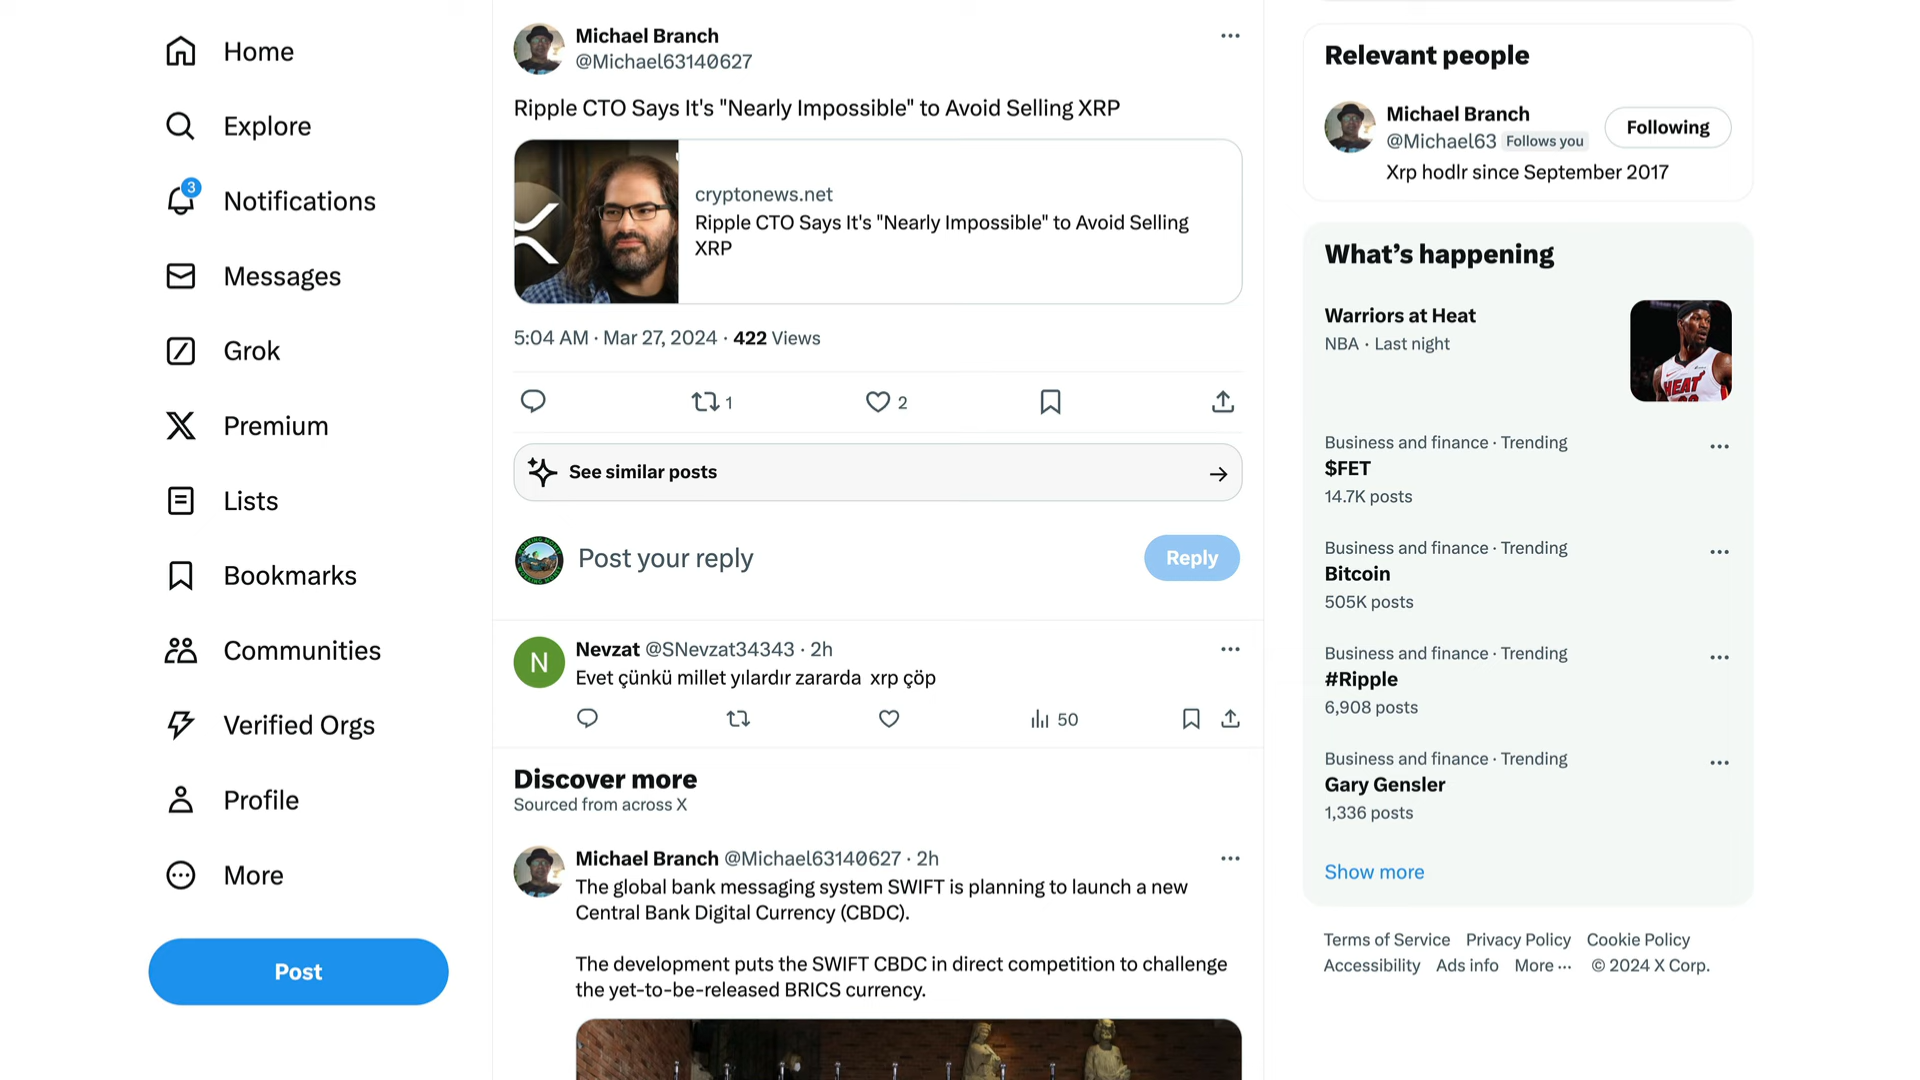 Home
Explore
3
Notifications
Messages
Grok
Premium
Lists
Bookmarks
Communities
Verified Orgs
Profile
More
Post
Michael Branch
@Michael63140627
Ripple CTO Says It's "Nearly Impossible" to Avoid Selling XRP
cryptonews.net
Ripple CTO Says It's "Nearly Impossible" to Avoid Selling
XRP
5:04 AM · Mar 27, 2024 · 422 Views
1
2
See similar posts
Post your reply
Reply
N
Nevzat @SNevzat34343 · 2h
Evet çünkü millet yılardır zararda xrp çöp
50
Discover more
Sourced from across X
Michael Branch @Michael63140627 · 2h
The global bank messaging system SWIFT is planning to launch a new
Central Bank Digital Currency (CBDC).
The development puts the SWIFT CBDC in direct competition to challenge
the yet-to-be-released BRICS currency.
Relevant people
Michael Branch
@Michael63 Follows you
Following
Xrp hodlr since September 2017
What's happening
Warriors at Heat
NBA · Last night
HEAT
Business and finance · Trending
$FET
14.7K posts
Business and finance · Trending
Bitcoin
505K posts
Business and finance · Trending
#Ripple
6,908 posts
Business and finance · Trending
Gary Gensler
1,336 posts
Show more
Terms of Service Privacy Policy Cookie Policy
Accessibility Ads info More ··· © 2024 X Corp.